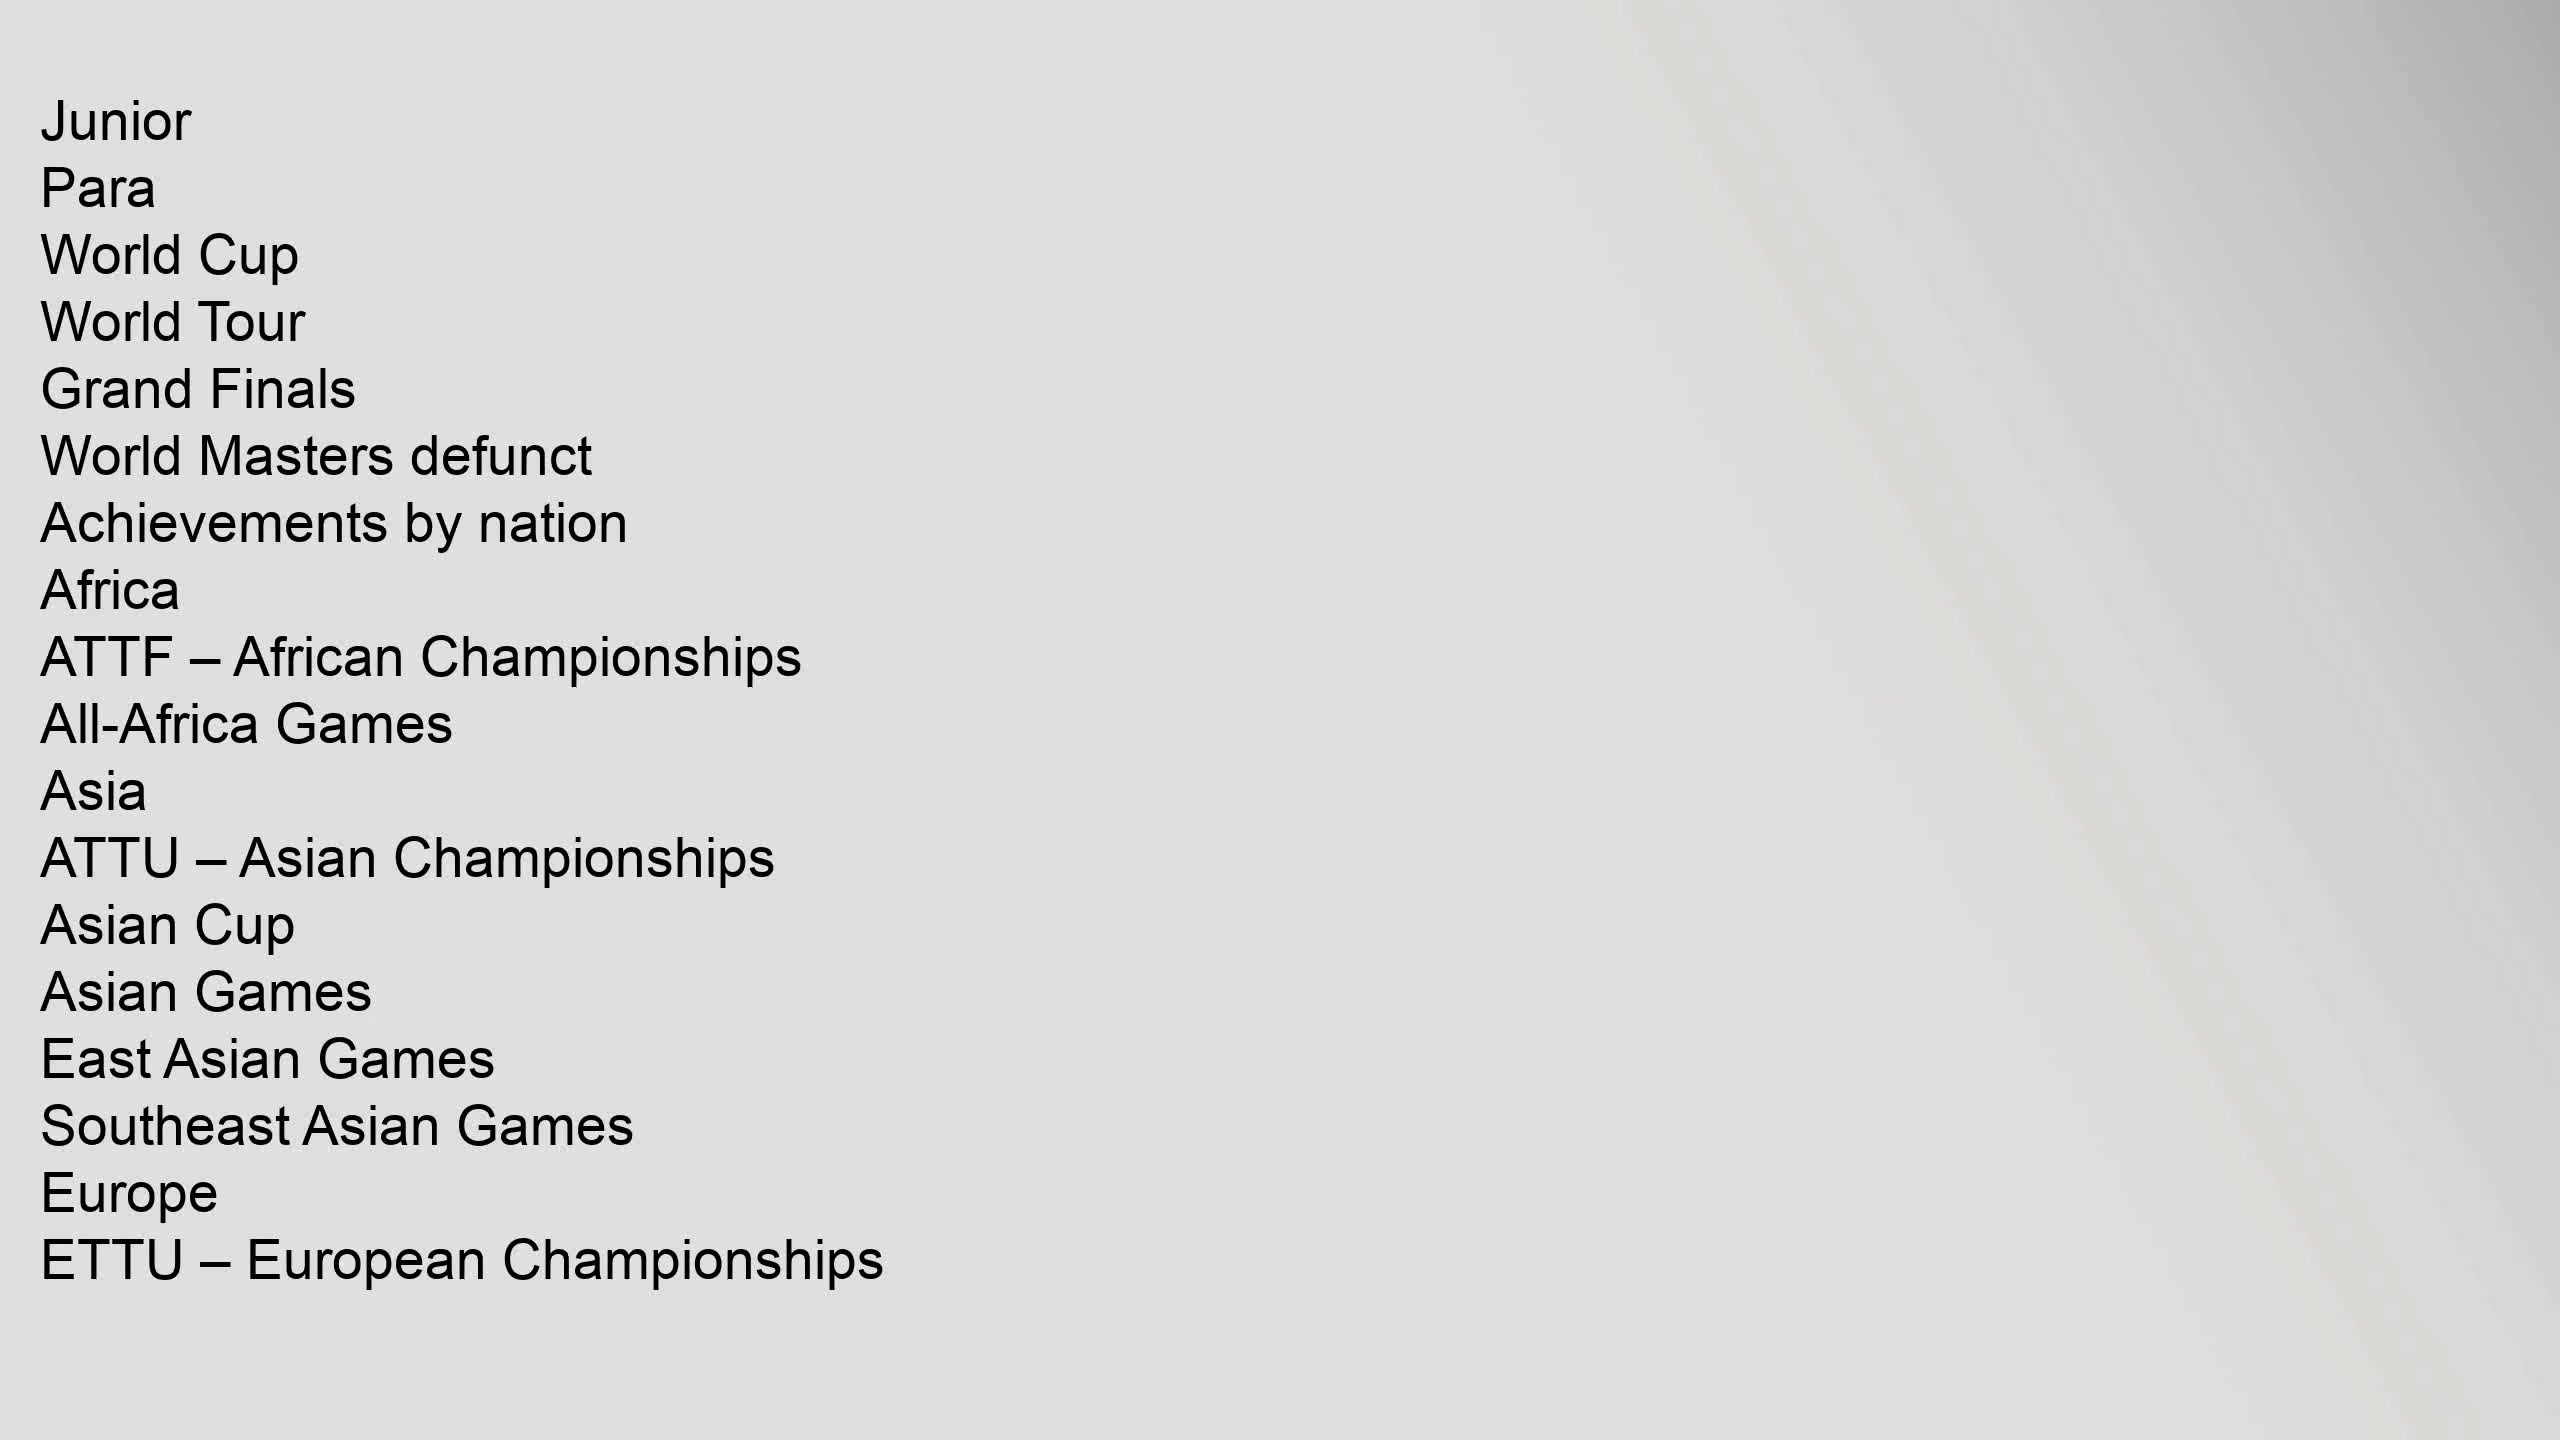 Junior
Para
World Cup
World Tour
Grand Finals
World Masters defunct
Achievements by nation
Africa
ATTF – African Championships
All-Africa Games
Asia
ATTU – Asian Championships
Asian Cup
Asian Games
East Asian Games
Southeast Asian Games
Europe
ETTU – European Championships